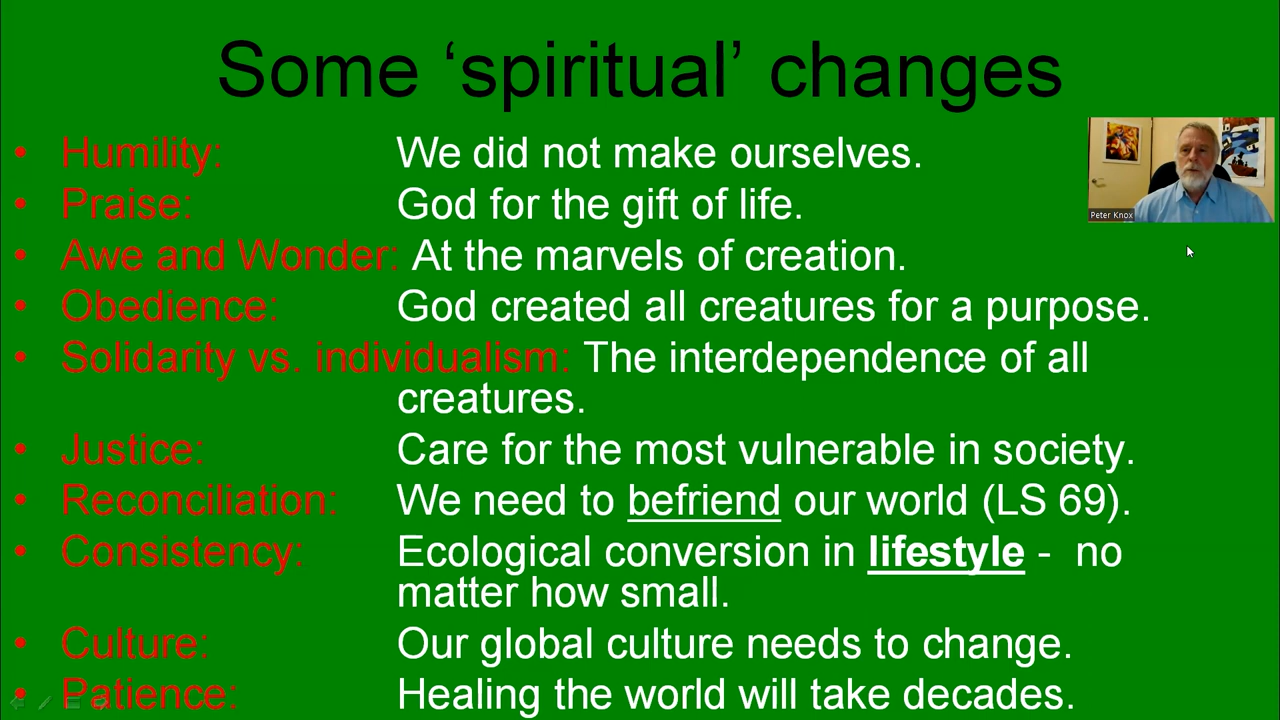 Some ‘spiritual’ changes
• Humility: We did not make ourselves.
• Praise: God for the gift of life.
• Awe and Wonder: At the marvels of creation.
• Obedience: God created all creatures for a purpose.
• Solidarity vs. individualism: The interdependence of all
creatures.
• Justice: Care for the most vulnerable in society.
• Reconciliation: We need to befriend our world (LS 69).
• Consistency: Ecological conversion in lifestyle - no
matter how small.
• Culture: Our global culture needs to change.
• Patience: Healing the world will take decades.
Peter Knox